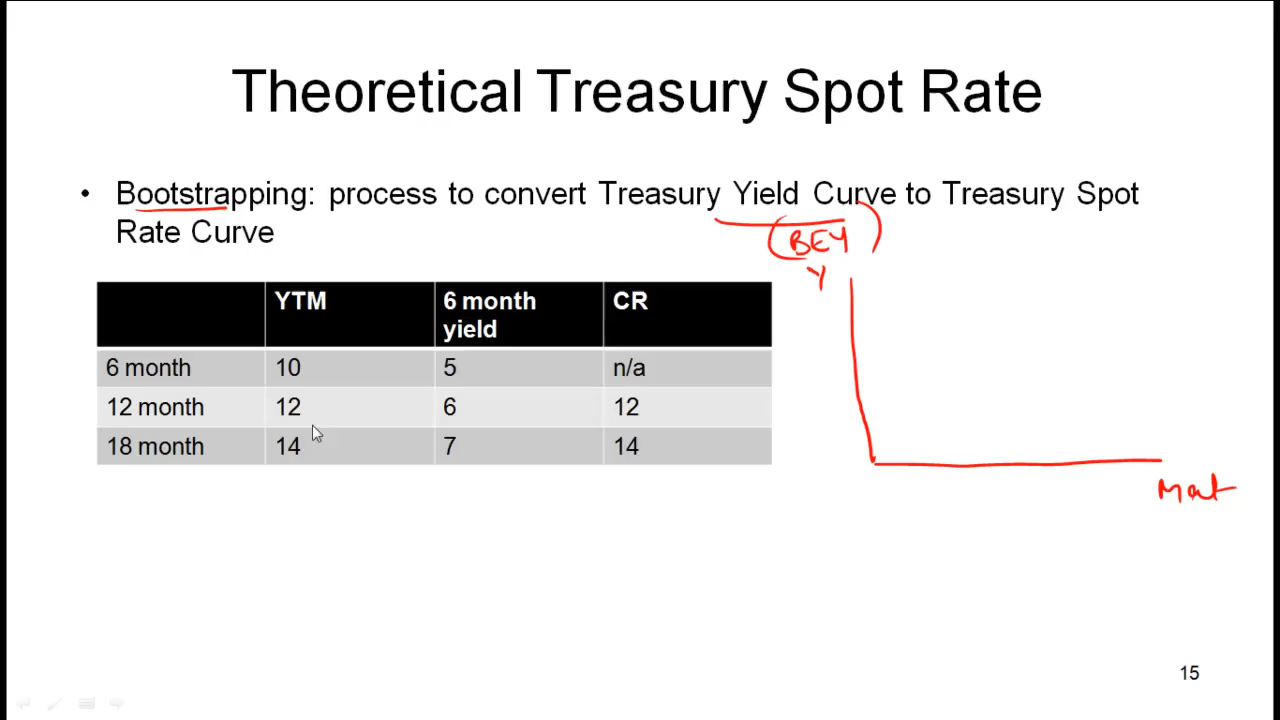 Theoretical Treasury Spot Rate
• Bootstrapping: process to convert Treasury Yield Curve to Treasury Spot
Rate Curve
(BEY)
Y
YTM 6 month yield CR
6 month 10 5 n/a
12 month 12 6 12
18 month 14 7 14
Mat
15